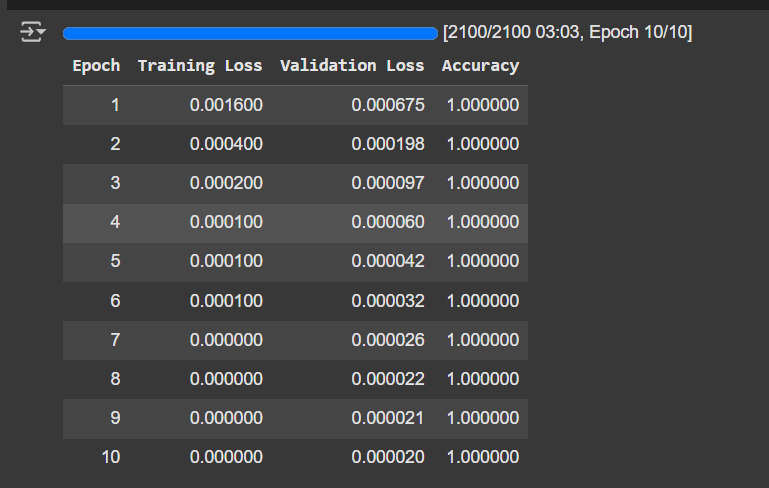 [2100/2100 03:03, Epoch 10/10]
Epoch Training Loss Validation Loss Accuracy
1 0.001600 0.000675 1.000000
2 0.000400 0.000198 1.000000
3 0.000200 0.000097 1.000000
4 0.000100 0.000060 1.000000
5 0.000100 0.000042 1.000000
6 0.000100 0.000032 1.000000
7 0.000000 0.000026 1.000000
8 0.000000 0.000022 1.000000
9 0.000000 0.000021 1.000000
10 0.000000 0.000020 1.000000